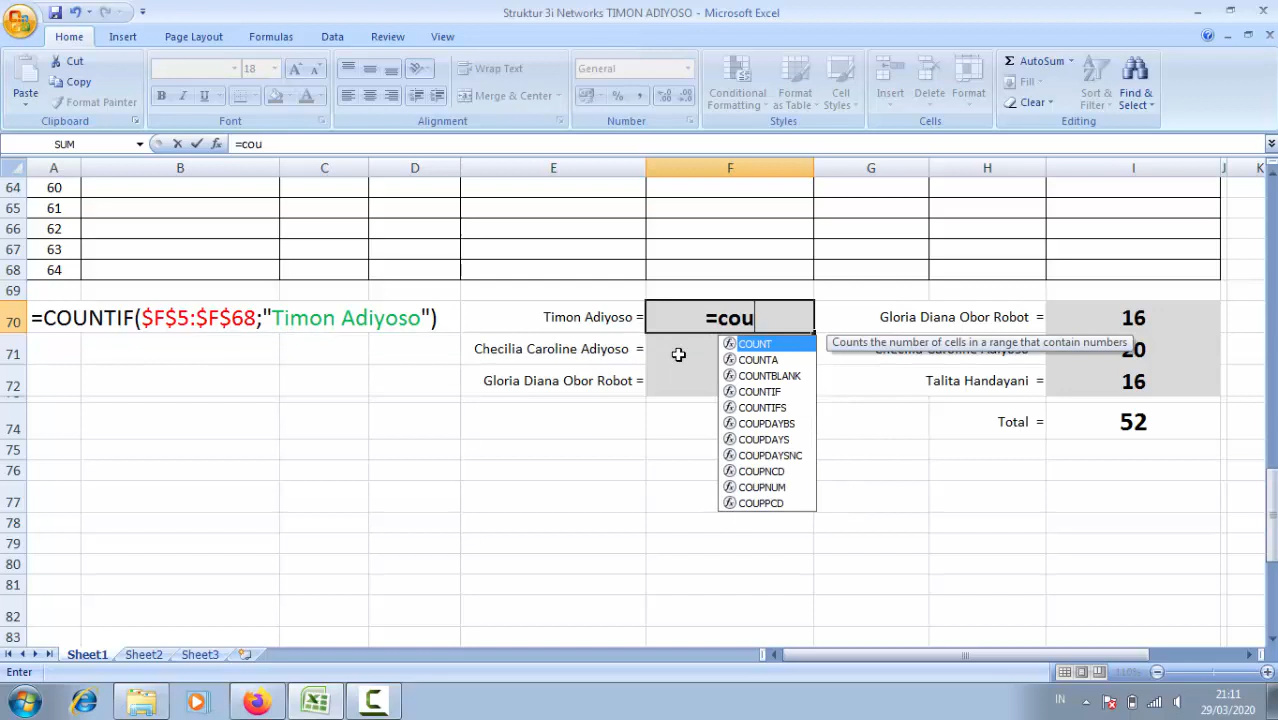 Struktur 3i Networks TIMON ADIYOSO - Microsoft Excel
Home Insert Page Layout Formulas Data Review View
Cut
Copy
Format Painter
Paste
18
Wrap Text
Merge & Center
General
Conditional Formatting
Format as Table
Cell Styles
Insert Delete Format
AutoSum
Fill
Clear
Sort & Filter
Find & Select
Clipboard Font Alignment Number Styles Cells Editing
SUM =cou
A B C D E F G H I J K
64 60
65 61
66 62
67 63
68 64
69
70 =COUNTIF($F$5:$F$68;"Timon Adiyoso") Timon Adiyoso = =cou Gloria Diana Obor Robot = 16
COUNT Counts the number of cells in a range that contain numbers
71 Checilia Caroline Adiyoso = 20
COUNTA
72 Gloria Diana Obor Robot = Talita Handayani = 16
COUNTBLANK
COUNTIF
COUNTIFS
74 Total = 52
COUPDAYBS
COUPDAYS
75
COUPDAYSNC
76
COUPNCD
COUPNUM
77
COUPPCD
78
79
80
81
82
83
Sheet1 Sheet2 Sheet3
Enter
IN
21:11
29/03/2020